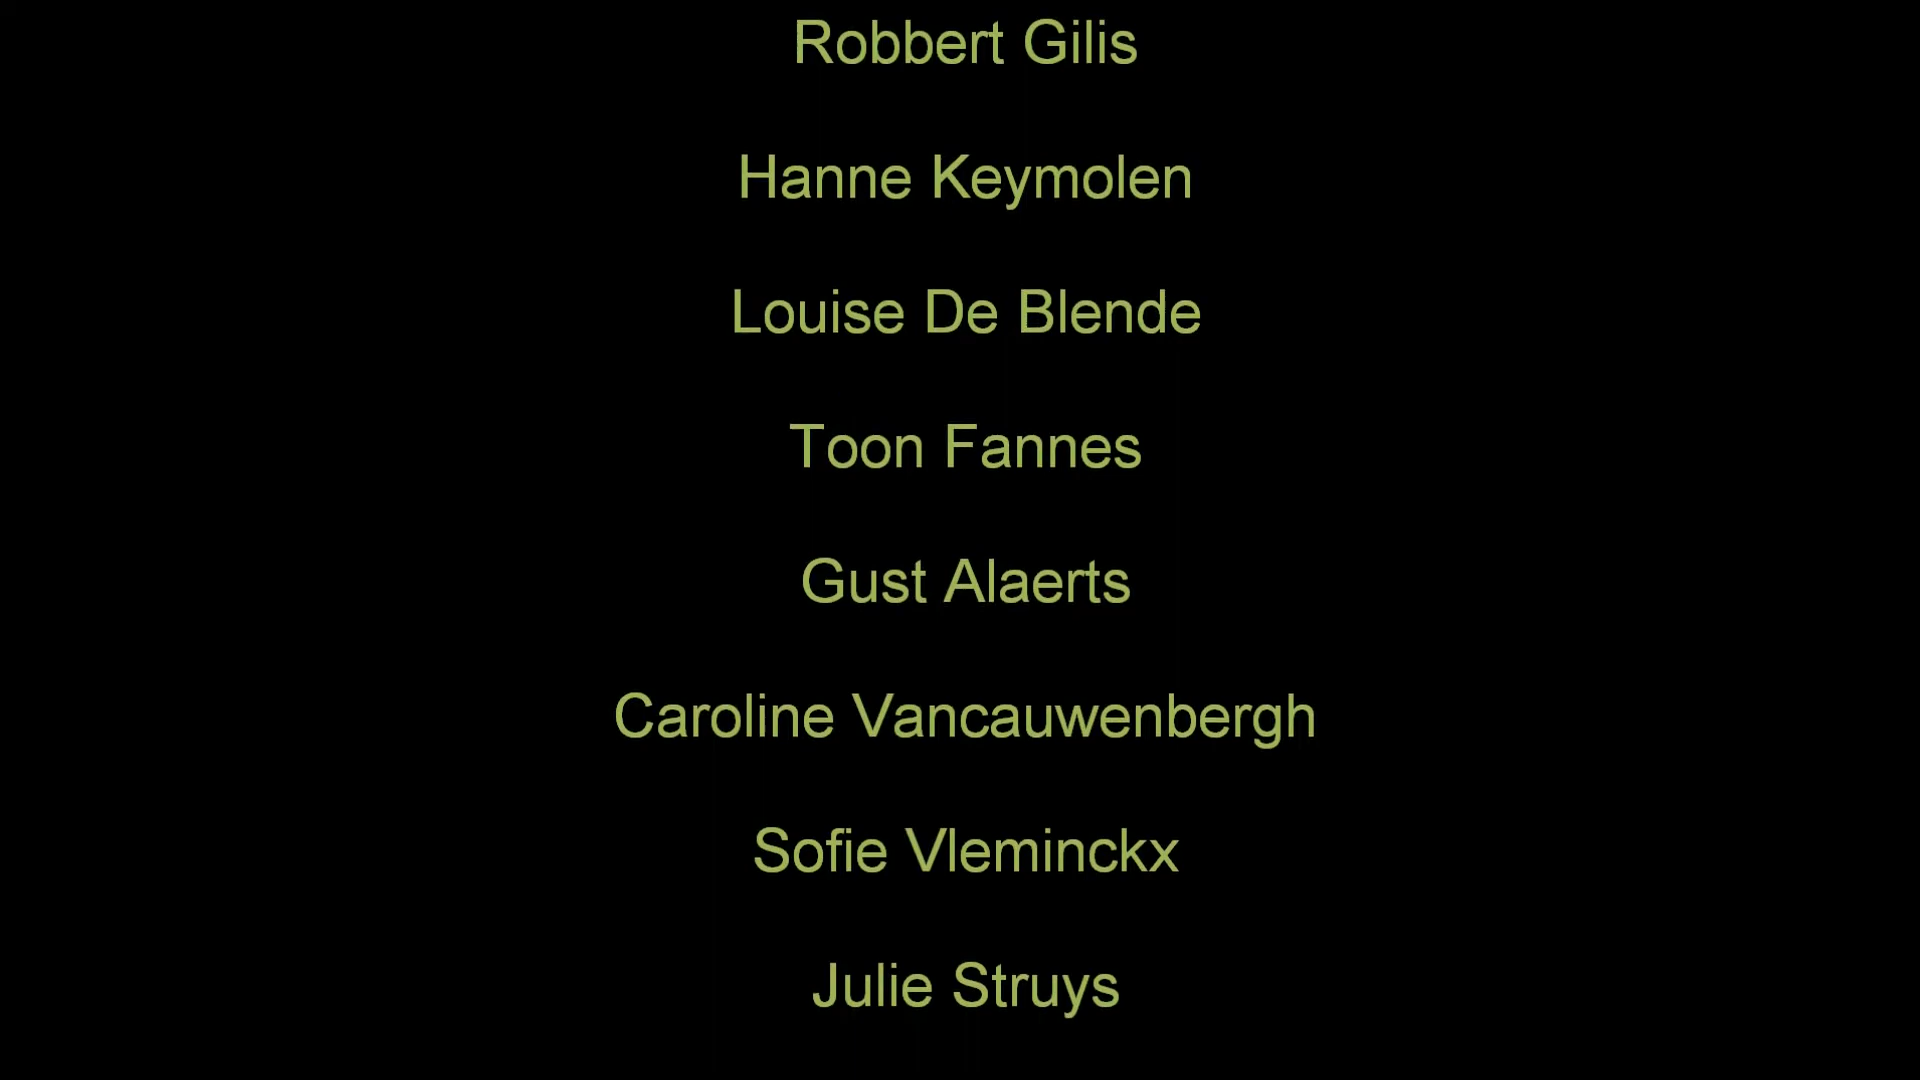 Robbert Gilis
Hanne Keymolen
Louise De Blende
Toon Fannes
Gust Alaerts
Caroline Vancauwenbergh
Sofie Vleminckx
Julie Struys